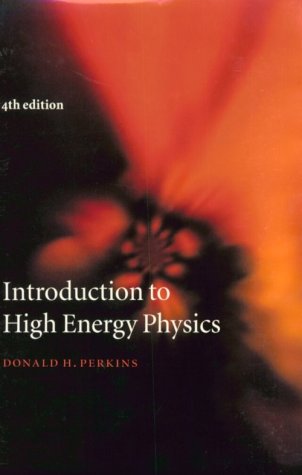 4th edition
Introduction to
High Energy Physics
DONALD H. PERKINS